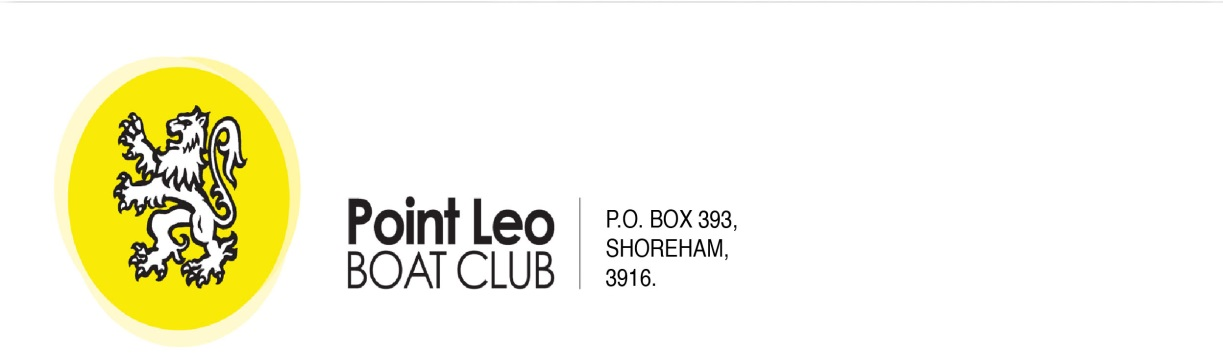 Point Leo
BOAT CLUB
P.O. BOX 393,
SHOREHAM,
3916.